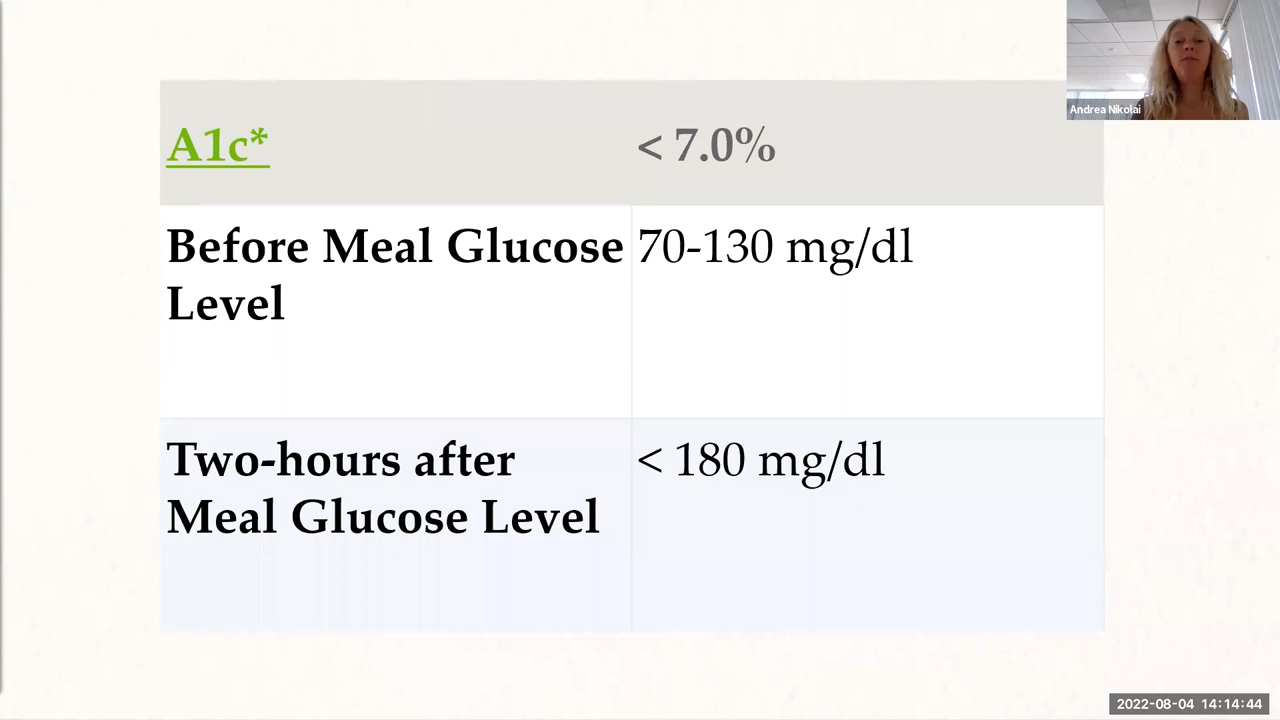 A1c* < 7.0%
Before Meal Glucose 70-130 mg/dl
Level
Two-hours after < 180 mg/dl
Meal Glucose Level
Andrea Nikolai
2022-08-04 14:14:44